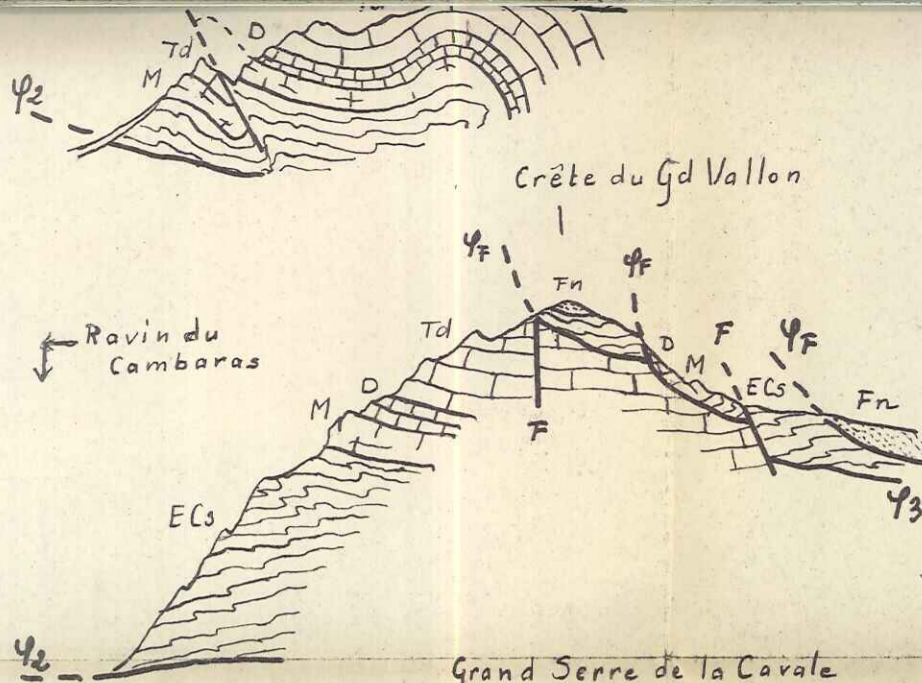 Td
D
M
φ2
Crête du Gd Vallon
φF
φF
Fn
Ravin du
Cambaras
Td
D
F
φF
M
ECs
Fn
D
M
F
ECs
φ3
φ2
Grand Serre de la Cavale